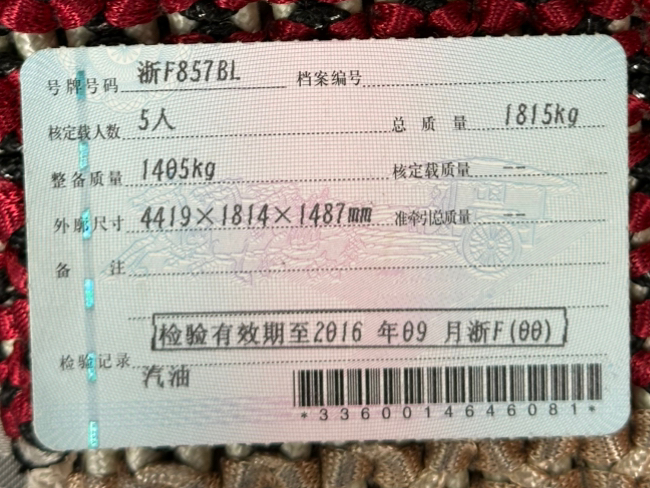 号牌号码 浙F857BL 档案编号
核定载人数 5人 总质量 1815kg
整备质量 1405kg 核定载质量 --
外廓尺寸 4419×1814×1487mm 准牵引总质量 --
备注
检验有效期至2016 年09 月浙F(00)
检验记录 汽油
*3360014646081*